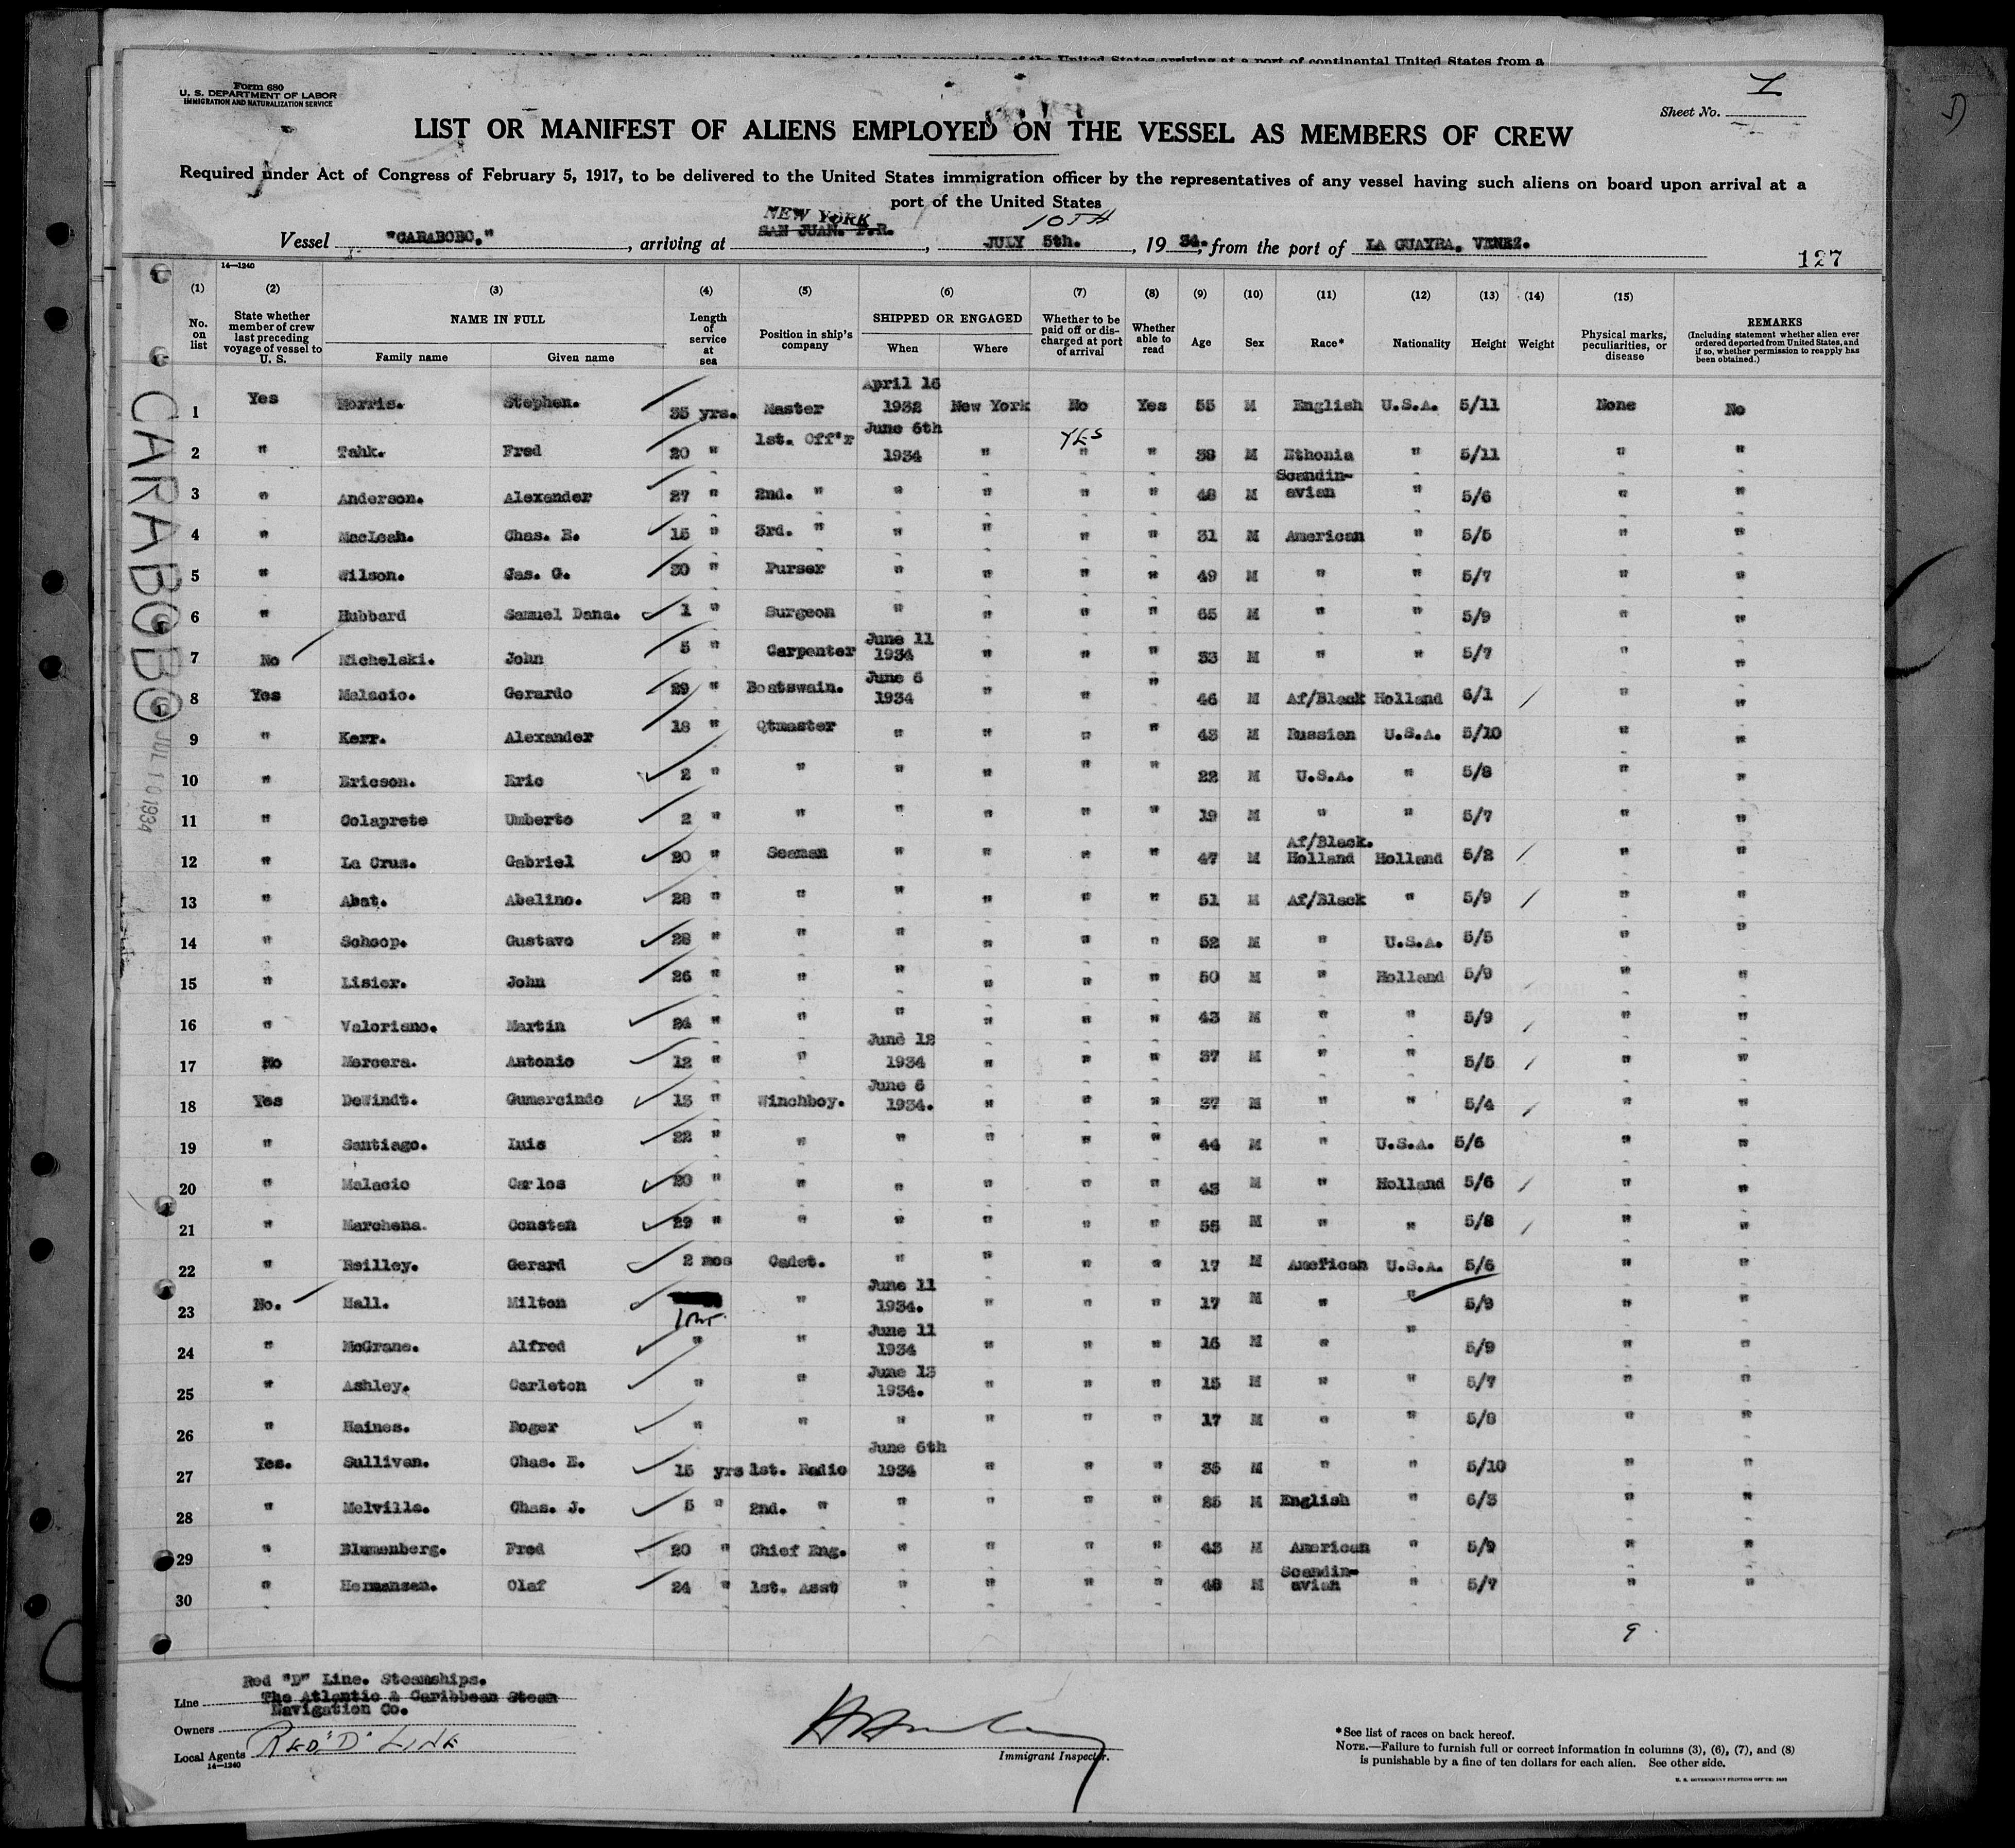 Form 680
U. S. DEPARTMENT OF LABOR
IMMIGRATION AND NATURALIZATION SERVICE
Sheet No. 1
LIST OR MANIFEST OF ALIENS EMPLOYED ON THE VESSEL AS MEMBERS OF CREW
Required under Act of Congress of February 5, 1917, to be delivered to the United States immigration officer by the representatives of any vessel having such aliens on board upon arrival at a
port of the United States
NEW YORK 10TH
Vessel "CARABOBO." , arriving at SAN JUAN. P.R. , JULY 5th. , 19 34. , from the port of LA GUAYRA. VENEZ.
127
14—1240
(1) (2) (3) (4) (5) (6) (7) (8) (9) (10) (11) (12) (13) (14) (15)
No. on list | State whether member of crew last preceding voyage of vessel to U. S. | NAME IN FULL Family name Given name | Length of service at sea | Position in ship's company | SHIPPED OR ENGAGED When Where | Whether to be paid off or discharged at port of arrival | Whether able to read | Age | Sex | Race* | Nationality | Height | Weight | Physical marks, peculiarities, or disease | REMARKS (Including statement whether alien ever ordered deported from United States, and if so, whether permission to reapply has been obtained.)
1 Yes Morris. Stephen. 35 yrs. Master April 16 1932 New York No Yes 55 M English U.S.A. 5/11 None No
2 " Tahk. Fred 20 " 1st. Off'r June 6th 1934 " YES " " 38 M Ethonia " 5/11 " "
3 " Anderson. Alexander 27 " 2nd. " " " " " 48 M Scandin-avian " 5/6 " "
4 " MacLeah. Chas. E. 15 " 3rd. " " " " " 31 M American " 5/5 " "
5 " Wilson. Gas. G. 30 " Purser " " " " 49 M " " 5/7 " "
6 " Hubbard Samuel Dana. 1 " Surgeon " " " " 65 M " " 5/9 " "
7 No Michelski. John 5 " Carpenter June 11 1934 " " " 33 M " " 5/7 " "
8 Yes Malacio. Gerardo 29 " Boatswain. June 6 1934 " " " 46 M Af/Black Holland 6/1 " "
9 " Kerr. Alexander 18 " Qtmaster " " " " 43 M Russian U.S.A. 5/10 " "
10 " Ericson. Eric 2 " " " " " " 22 M U.S.A. " 5/8 " "
11 " Colaprete Umberto 2 " " " " " " 19 M " " 5/7 " "
12 " La Crus. Gabriel 20 " Seaman " " " " 47 M Af/Black. Holland Holland 5/2 " "
13 " Abat. Abelino. 28 " " " " " " 51 M Af/Black " 5/9 " "
14 " Schoop. Gustavo 28 " " " " " " 52 M " U.S.A. 5/5 " "
15 " Lisier. John 26 " " " " " " 50 M " Holland 5/9 " "
16 " Valoriano. Martin 24 " " " " " " 43 M " " 5/9 " "
17 No Mercera. Antonio 12 " " June 12 1934 " " " 37 M " " 5/5 " "
18 Yes DeWindt. Gumercindo 13 " Winchboy. June 6 1934. " " " 37 M " " 5/4 " "
19 " Santiago. Luis 22 " " " " " " 44 M " U.S.A. 5/6 " "
20 " Malacio Carlos 20 " " " " " " 43 M " Holland 5/6 " "
21 " Marchena. Constan 29 " " " " " " 55 M " " 5/8 " "
22 " Reilley. Gerard 2 mos Cadet. " " " " 17 M American U.S.A. 5/6 " "
23 No. Hall. Milton " June 11 1934. " " " 17 M " " 5/9 " "
24 " McGrane. Alfred " " June 11 1934 " " " 16 M " " 5/9 " "
25 " Ashley. Carleton " " June 13 1934. " " " 15 M " " 5/7 " "
26 " Haines. Roger " " " " " " 17 M " " 5/8 " "
27 Yes. Sullivan. Chas. E. 15 yrs 1st. Radio June 6th 1934 " " " 35 M " " 5/10 " "
28 " Melville. Chas. J. 5 " 2nd. " " " " " 25 M English " 6/3 " "
29 " Blumenberg. Fred 20 " Chief Eng. " " " " 43 M American " 5/9 " "
30 " Hermansen. Olaf 24 " 1st. Asst " " " " 48 M Scandin-avian " 5/7 " "
9
CARABOBO JUL 10 1934
Red "D" Line. Steamships.
Line The Atlantic & Caribbean Steam
Navigation Co.
Owners
Local Agents RED "D" LINE
14—1240
Immigrant Inspector.
*See list of races on back hereof.
NOTE.—Failure to furnish full or correct information in columns (3), (6), (7), and (8)
is punishable by a fine of ten dollars for each alien. See other side.